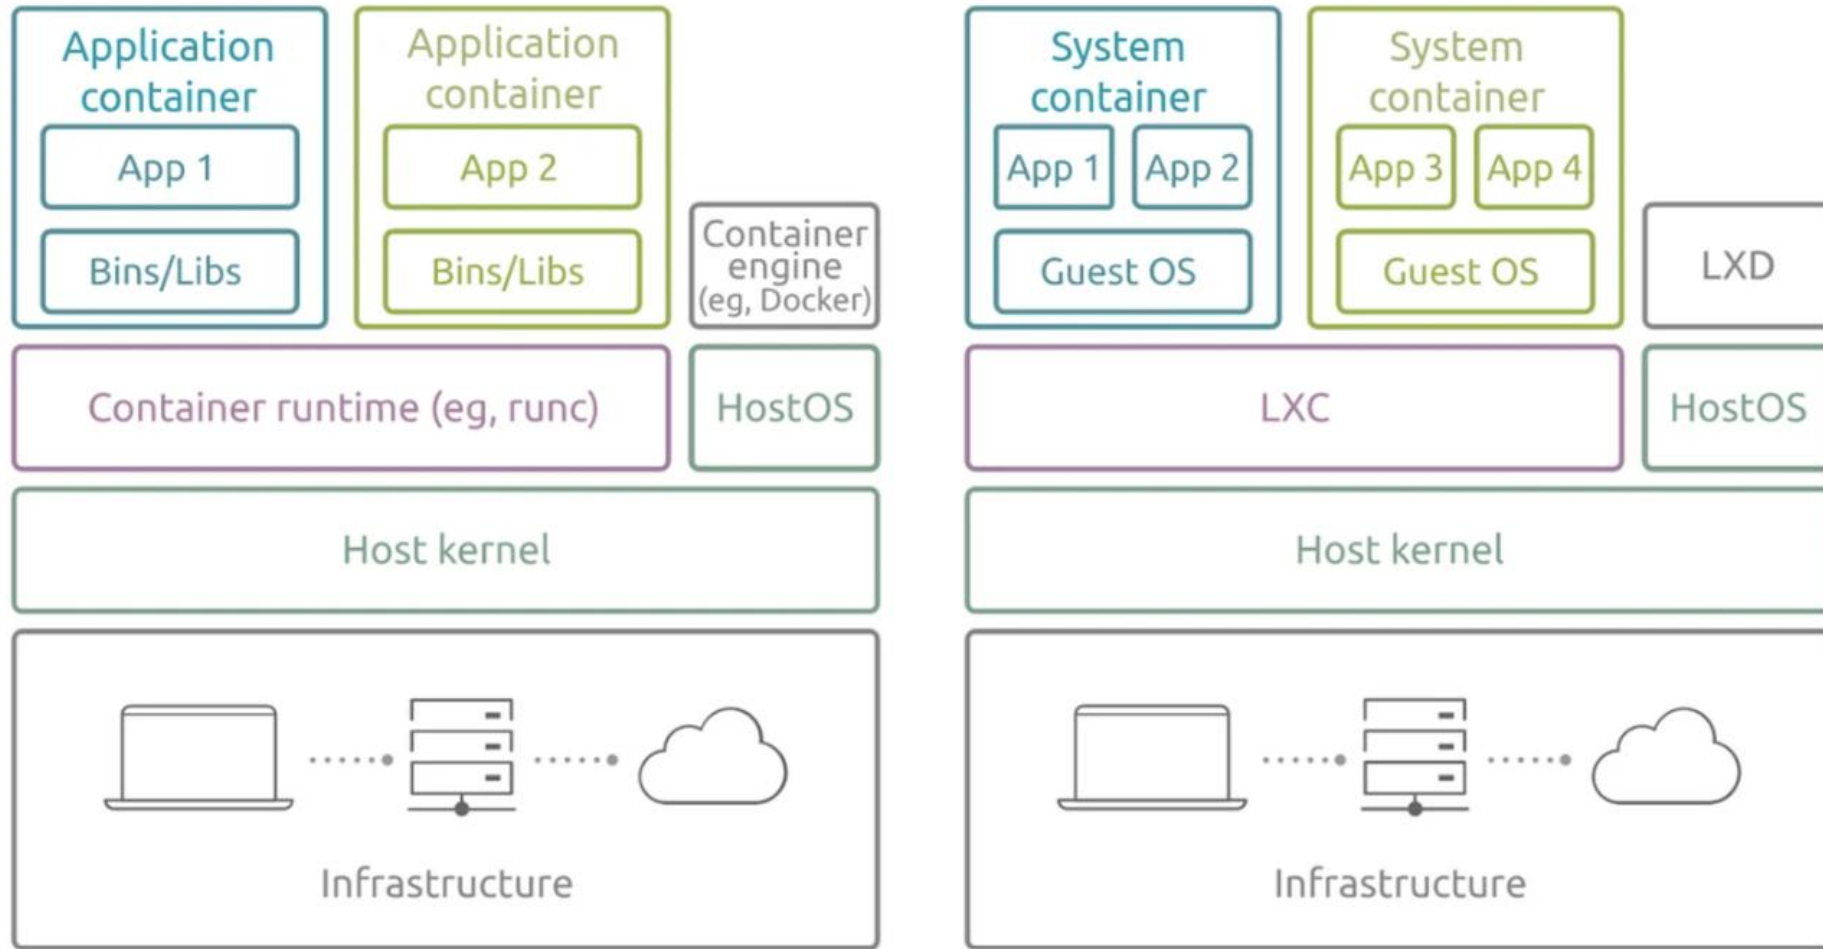 Application
container
App 1
Bins/Libs
Application
container
App 2
Bins/Libs
Container
engine
(eg, Docker)
Container runtime (eg, runc)
HostOS
Host kernel
Infrastructure
System
container
App 1
App 2
Guest OS
System
container
App 3
App 4
Guest OS
LXD
LXC
HostOS
Host kernel
Infrastructure